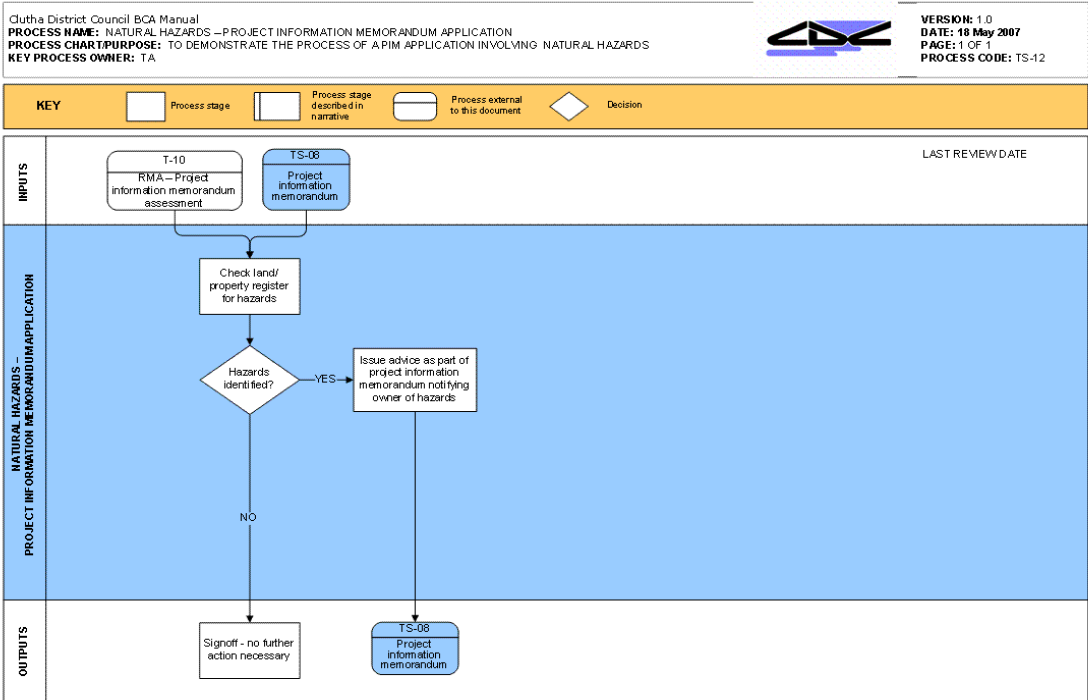 Clutha District Council BCA Manual
PROCESS NAME: NATURAL HAZARDS – PROJECT INFORMATION MEMORANDUM APPLICATION
PROCESS CHART/PURPOSE: TO DEMONSTRATE THE PROCESS OF A PIM APPLICATION INVOLVING NATURAL HAZARDS
KEY PROCESS OWNER: TA
CDC
VERSION: 1.0
DATE: 18 May 2007
PAGE: 1 OF 1
PROCESS CODE: TS-12
KEY
Process stage
Process stage
described in
narrative
Process external
to this document
Decision
INPUTS
T-10
RMA – Project
information memorandum
assessment
TS-08
Project
information
memorandum
LAST REVIEW DATE
NATURAL HAZARDS –
PROJECT INFORMATION MEMORANDUM APPLICATION
Check land/
property register
for hazards
Hazards
identified?
YES
Issue advice as part of
project information
memorandum notifying
owner of hazards
NO
OUTPUTS
Signoff - no further
action necessary
TS-08
Project
information
memorandum